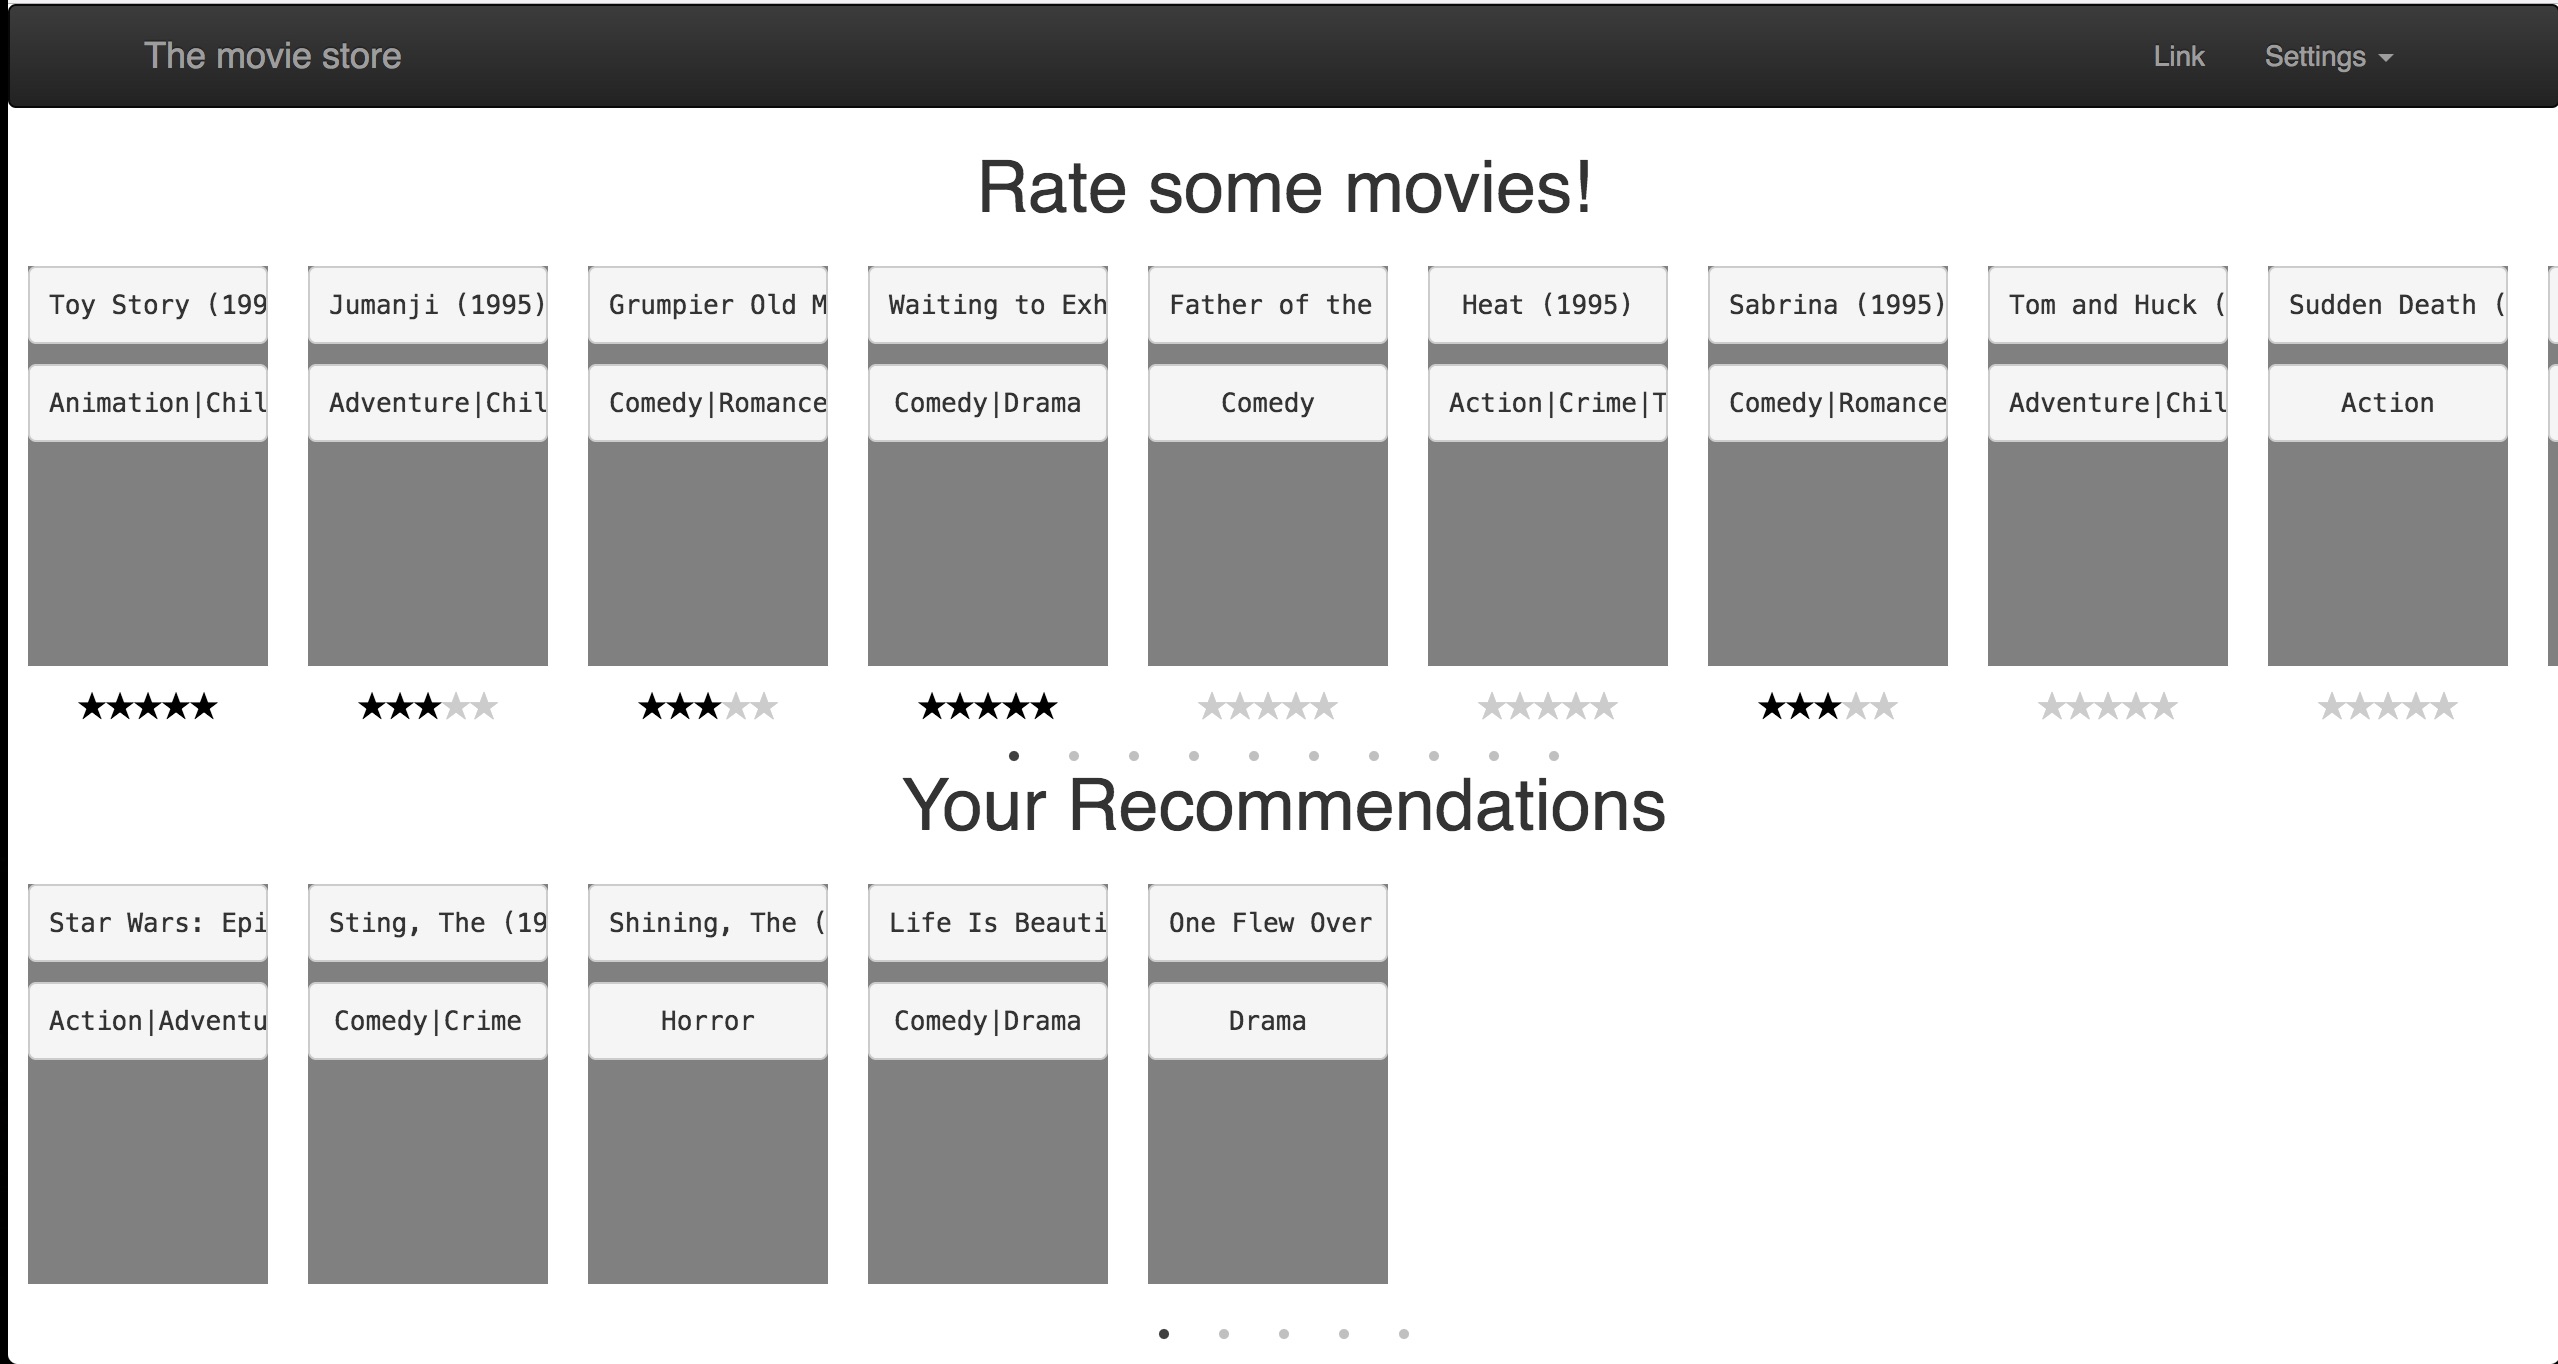 The movie store Link Settings
Rate some movies!
Toy Story (199 Jumanji (1995) Grumpier Old M Waiting to Exh Father of the Heat (1995) Sabrina (1995) Tom and Huck ( Sudden Death (
Animation|Chil Adventure|Chil Comedy|Romance Comedy|Drama Comedy Action|Crime|T Comedy|Romance Adventure|Chil Action
★★★★★ ★★★★★ ★★★★★ ★★★★★ ★★★★★ ★★★★★ ★★★★★ ★★★★★ ★★★★★
Your Recommendations
Star Wars: Epi Sting, The (19 Shining, The ( Life Is Beauti One Flew Over
Action|Adventu Comedy|Crime Horror Comedy|Drama Drama